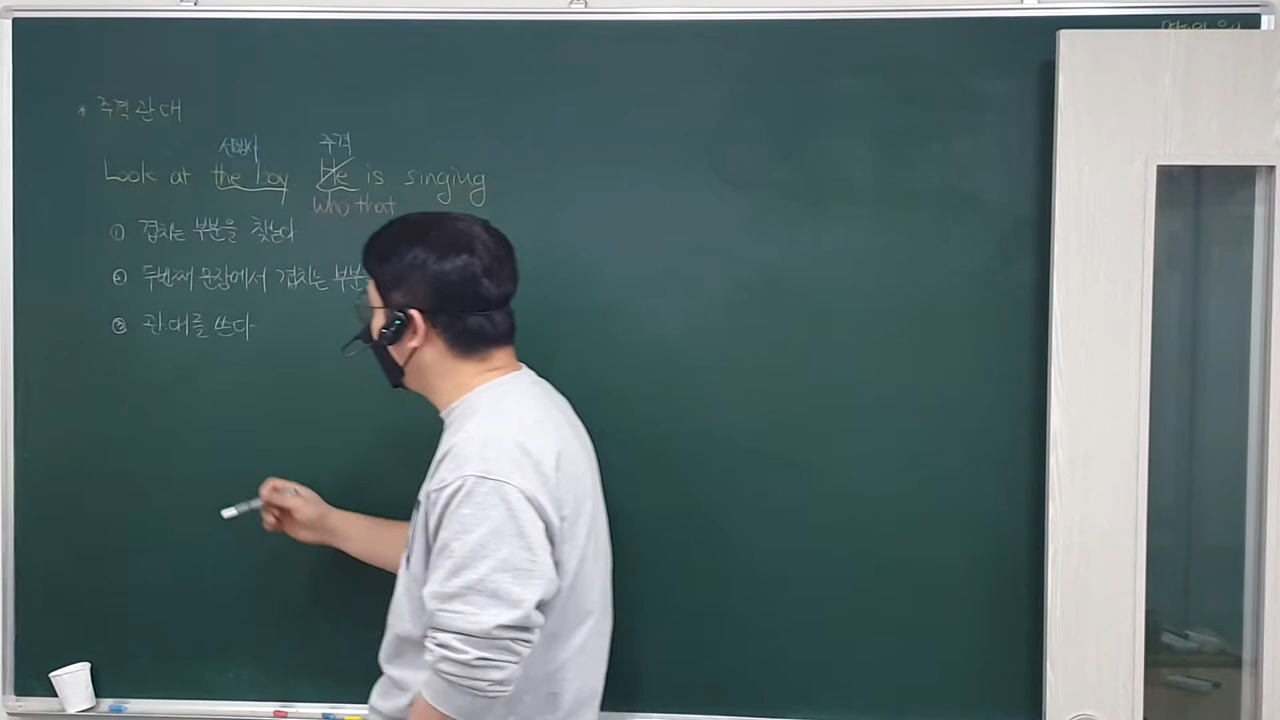 * 주격관대
선행사 주격
Look at the boy. He is singing
who that
① 겹치는 부분을 찾는다
② 두번째 문장에서 겹치는 부분
③ 관.대를 쓴다